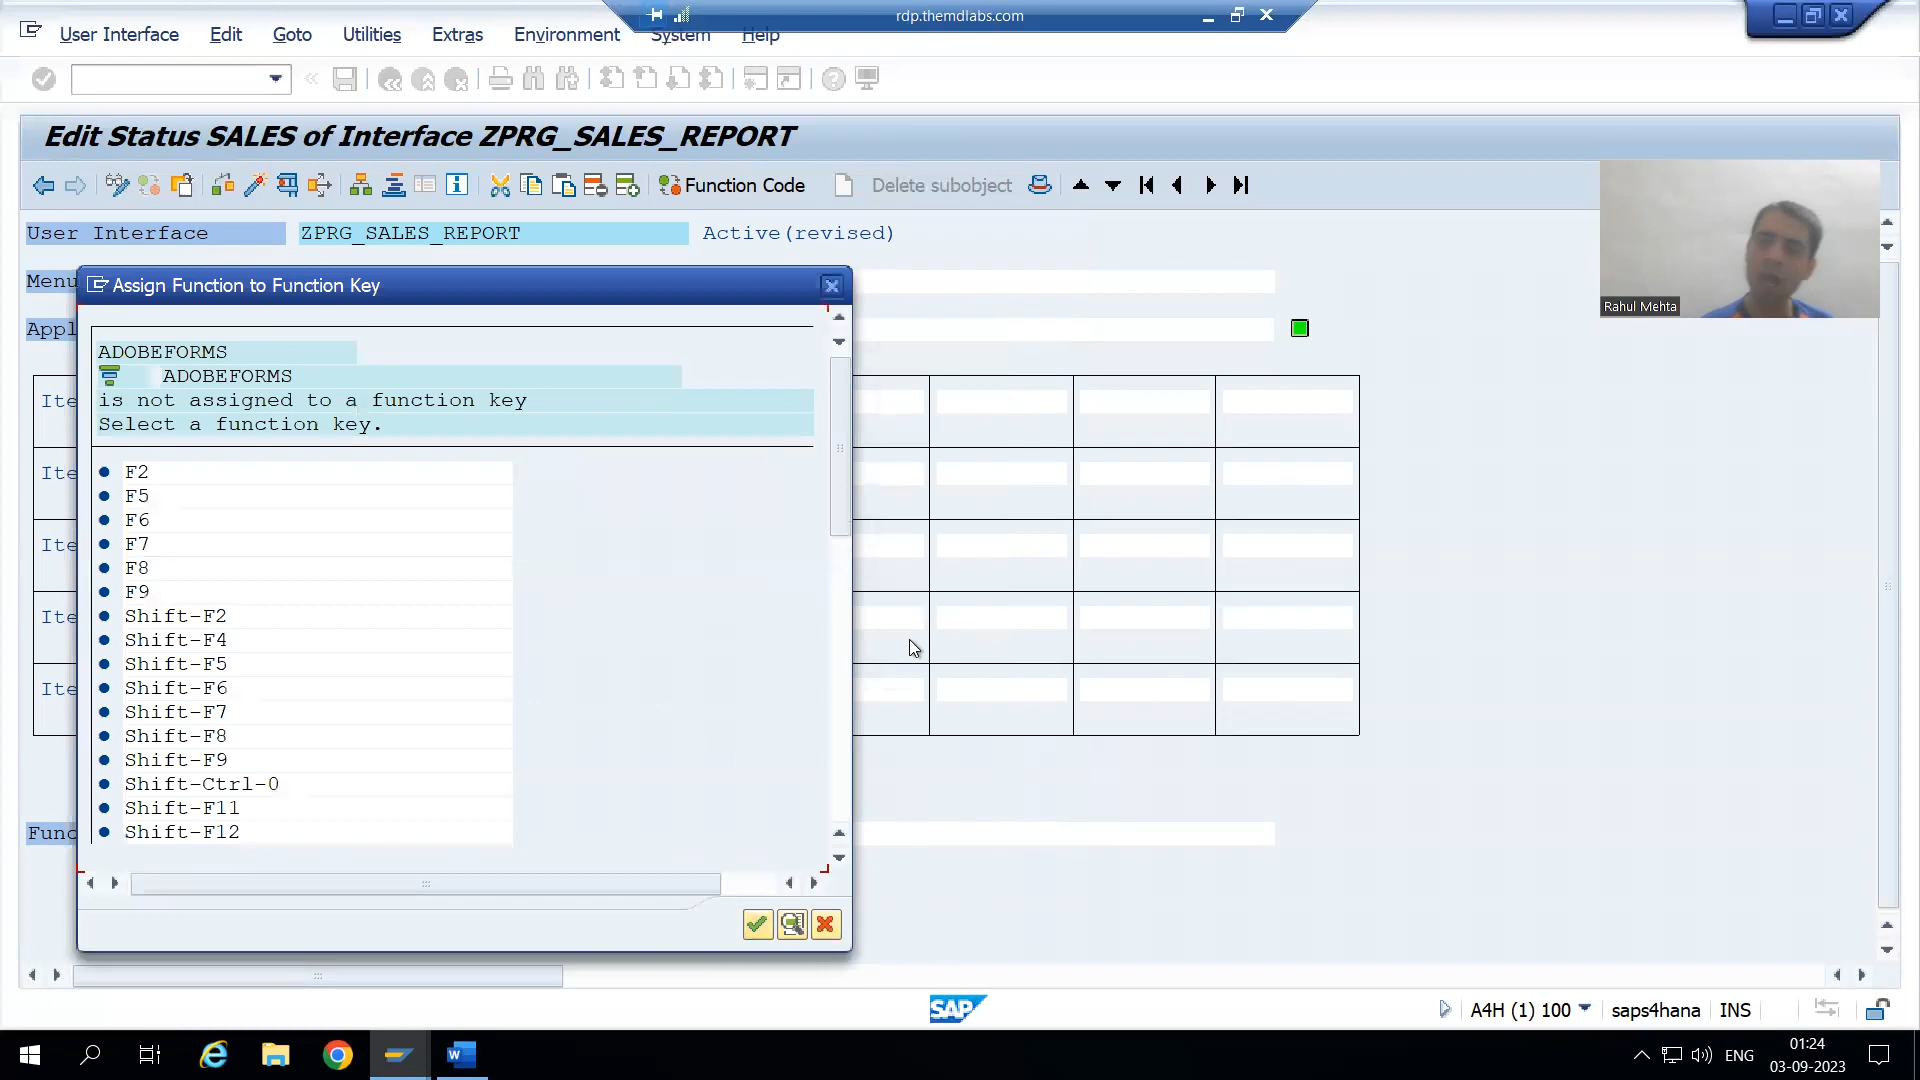 rdp.themdlabs.com
User Interface Edit Goto Utilities Extras Environment System Help
Edit Status SALES of Interface ZPRG_SALES_REPORT
Function Code Delete subobject
User Interface ZPRG_SALES_REPORT Active(revised)
Menu
Assign Function to Function Key
Appl
Rahul Mehta
ADOBEFORMS
ADOBEFORMS
is not assigned to a function key
Select a function key.
Ite
Ite
Ite
Ite
Ite
F2
F5
F6
F7
F8
F9
Shift-F2
Shift-F4
Shift-F5
Shift-F6
Shift-F7
Shift-F8
Shift-F9
Shift-Ctrl-0
Shift-F11
Shift-F12
Func
SAP
A4H (1) 100 saps4hana INS
ENG
01:24
03-09-2023